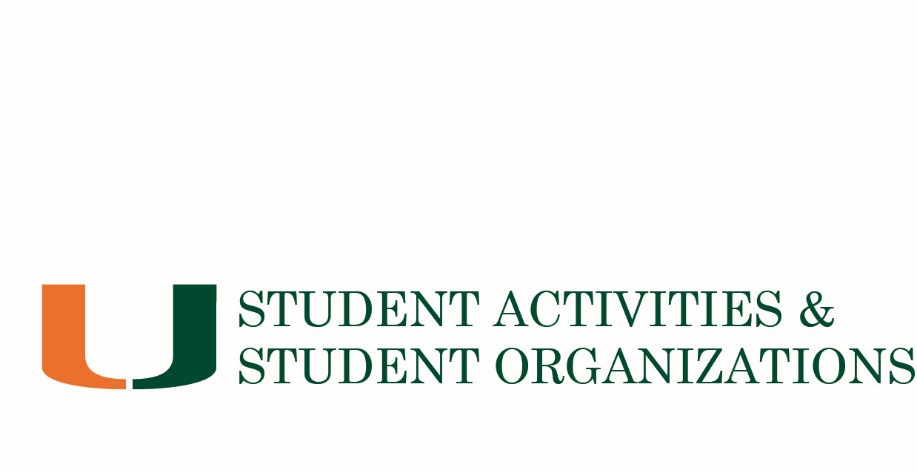 U STUDENT ACTIVITIES &
STUDENT ORGANIZATIONS